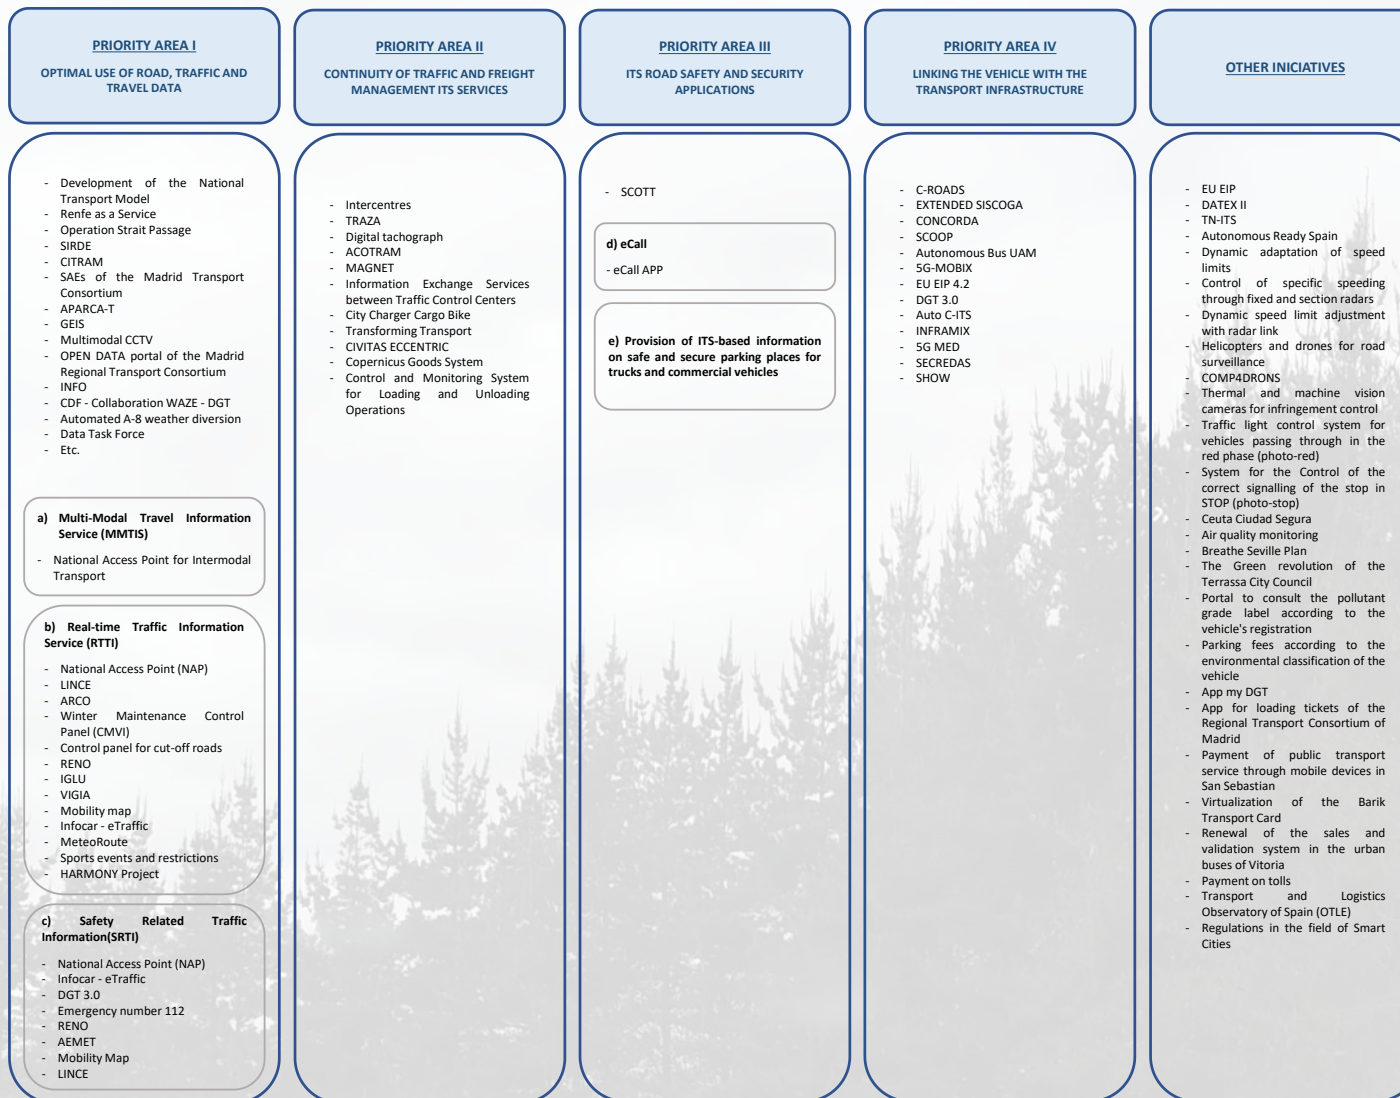 PRIORITY AREA I
OPTIMAL USE OF ROAD, TRAFFIC AND
TRAVEL DATA
- Development of the National
Transport Model
- Renfe as a Service
- Operation Strait Passage
- SIRDE
- CITRAM
- SAEs of the Madrid Transport
Consortium
- APARCA-T
- GEIS
- Multimodal CCTV
- OPEN DATA portal of the Madrid
Regional Transport Consortium
- INFO
- CDF - Collaboration WAZE - DGT
- Automated A-8 weather diversion
- Data Task Force
- Etc.
a) Multi-Modal Travel Information
Service (MMTIS)
- National Access Point for Intermodal
Transport
b) Real-time Traffic Information
Service (RTTI)
- National Access Point (NAP)
- LINCE
- ARCO
- Winter Maintenance Control
Panel (CMVI)
- Control panel for cut-off roads
- RENO
- IGLU
- VIGIA
- Mobility map
- Infocar - eTraffic
- MeteoRoute
- Sports events and restrictions
- HARMONY Project
c) Safety Related Traffic
Information(SRTI)
- National Access Point (NAP)
- Infocar - eTraffic
- DGT 3.0
- Emergency number 112
- RENO
- AEMET
- Mobility Map
- LINCE
PRIORITY AREA II
CONTINUITY OF TRAFFIC AND FREIGHT
MANAGEMENT ITS SERVICES
- Intercentres
- TRAZA
- Digital tachograph
- ACOTRAM
- MAGNET
- Information Exchange Services
between Traffic Control Centers
- City Charger Cargo Bike
- Transforming Transport
- CIVITAS ECCENTRIC
- Copernicus Goods System
- Control and Monitoring System
for Loading and Unloading
Operations
PRIORITY AREA III
ITS ROAD SAFETY AND SECURITY
APPLICATIONS
- SCOTT
d) eCall
- eCall APP
e) Provision of ITS-based information
on safe and secure parking places for
trucks and commercial vehicles
PRIORITY AREA IV
LINKING THE VEHICLE WITH THE
TRANSPORT INFRASTRUCTURE
- C-ROADS
- EXTENDED SISCOGA
- CONCORDA
- SCOOP
- Autonomous Bus UAM
- 5G-MOBIX
- EU EIP 4.2
- DGT 3.0
- Auto C-ITS
- INFRAMIX
- 5G MED
- SECREDAS
- SHOW
OTHER INICIATIVES
- EU EIP
- DATEX II
- TN-ITS
- Autonomous Ready Spain
- Dynamic adaptation of speed
limits
- Control of specific speeding
through fixed and section radars
- Dynamic speed limit adjustment
with radar link
- Helicopters and drones for road
surveillance
- COMP4DRONS
- Thermal and machine vision
cameras for infringement control
- Traffic light control system for
vehicles passing through in the
red phase (photo-red)
- System for the Control of the
correct signalling of the stop in
STOP (photo-stop)
- Ceuta Ciudad Segura
- Air quality monitoring
- Breathe Seville Plan
- The Green revolution of the
Terrassa City Council
- Portal to consult the pollutant
grade label according to the
vehicle's registration
- Parking fees according to the
environmental classification of the
vehicle
- App my DGT
- App for loading tickets of the
Regional Transport Consortium of
Madrid
- Payment of public transport
service through mobile devices in
San Sebastian
- Virtualization of the Barik
Transport Card
- Renewal of the sales and
validation system in the urban
buses of Vitoria
- Payment on tolls
- Transport and Logistics
Observatory of Spain (OTLE)
- Regulations in the field of Smart
Cities